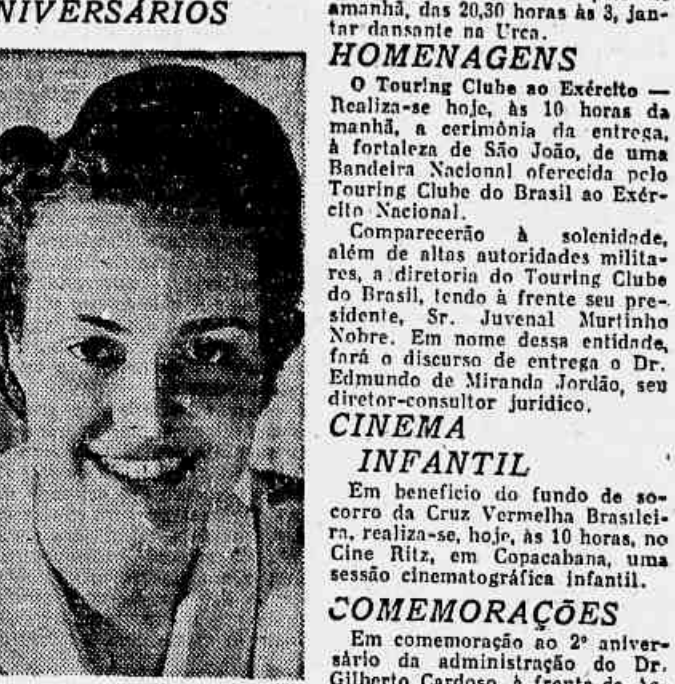 NIVERSÁRIOS
amanhã, das 20,30 horas às 3, jan-
tar dansante na Urca.
HOMENAGENS
O Touring Clube ao Exército —
Realiza-se hoje, às 10 horas da
manhã, a cerimônia da entrega,
à fortaleza de São João, de uma
Bandeira Nacional oferecida pelo
Touring Clube do Brasil ao Exér-
cito Nacional.
Comparecerão à solenidade,
além de altas autoridades milita-
res, a diretoria do Touring Clube
do Brasil, tendo à frente seu pre-
sidente, Sr. Juvenal Murtinho
Nobre. Em nome dessa entidade,
fará o discurso de entrega o Dr.
Edmundo de Miranda Jordão, seu
diretor-consultor jurídico.
CINEMA
INFANTIL
Em beneficio do fundo de so-
corro da Cruz Vermelha Brasilei-
ra, realiza-se, hoje, às 10 horas, no
Cine Ritz, em Copacabana, uma
sessão cinematográfica infantil.
COMEMORAÇÕES
Em comemoração ao 2° aniver-
sário da administração do Dr.
Gilberto Cardoso, à frente do